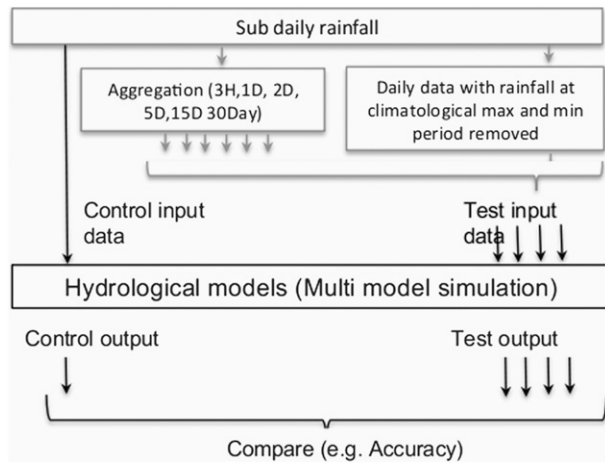 Sub daily rainfall
Aggregation (3H,1D, 2D,
5D,15D 30Day)
Daily data with rainfall at
climatological max and min
period removed
Control input
data
Test input
data
Hydrological models (Multi model simulation)
Control output
Test output
Compare (e.g. Accuracy)